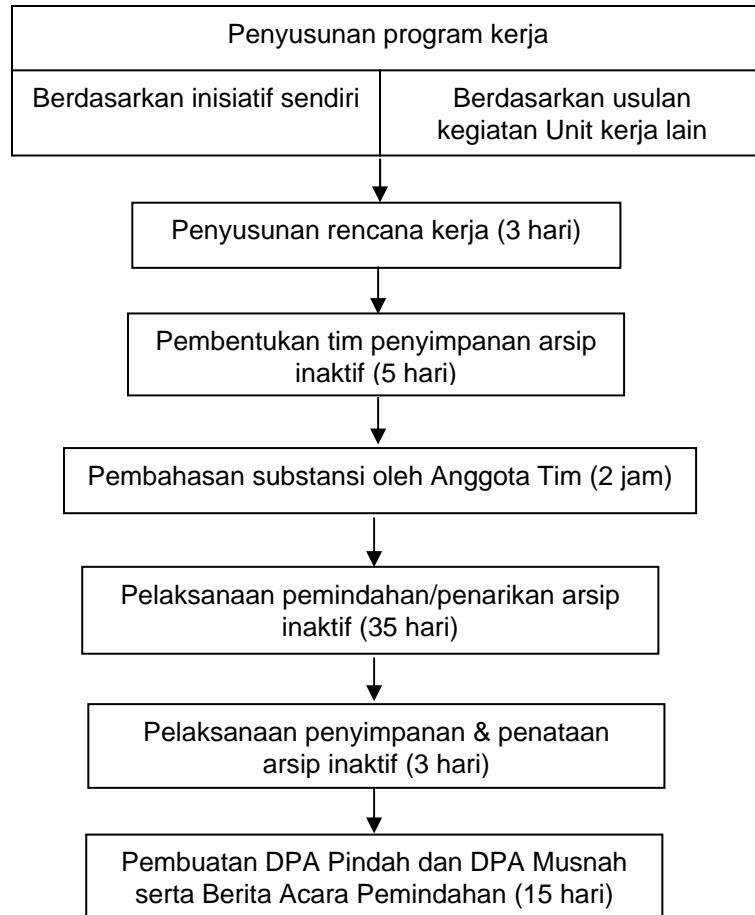 Penyusunan program kerja
Berdasarkan inisiatif sendiri
Berdasarkan usulan
kegiatan Unit kerja lain
Penyusunan rencana kerja (3 hari)
Pembentukan tim penyimpanan arsip
inaktif (5 hari)
Pembahasan substansi oleh Anggota Tim (2 jam)
Pelaksanaan pemindahan/penarikan arsip
inaktif (35 hari)
Pelaksanaan penyimpanan & penataan
arsip inaktif (3 hari)
Pembuatan DPA Pindah dan DPA Musnah
serta Berita Acara Pemindahan (15 hari)